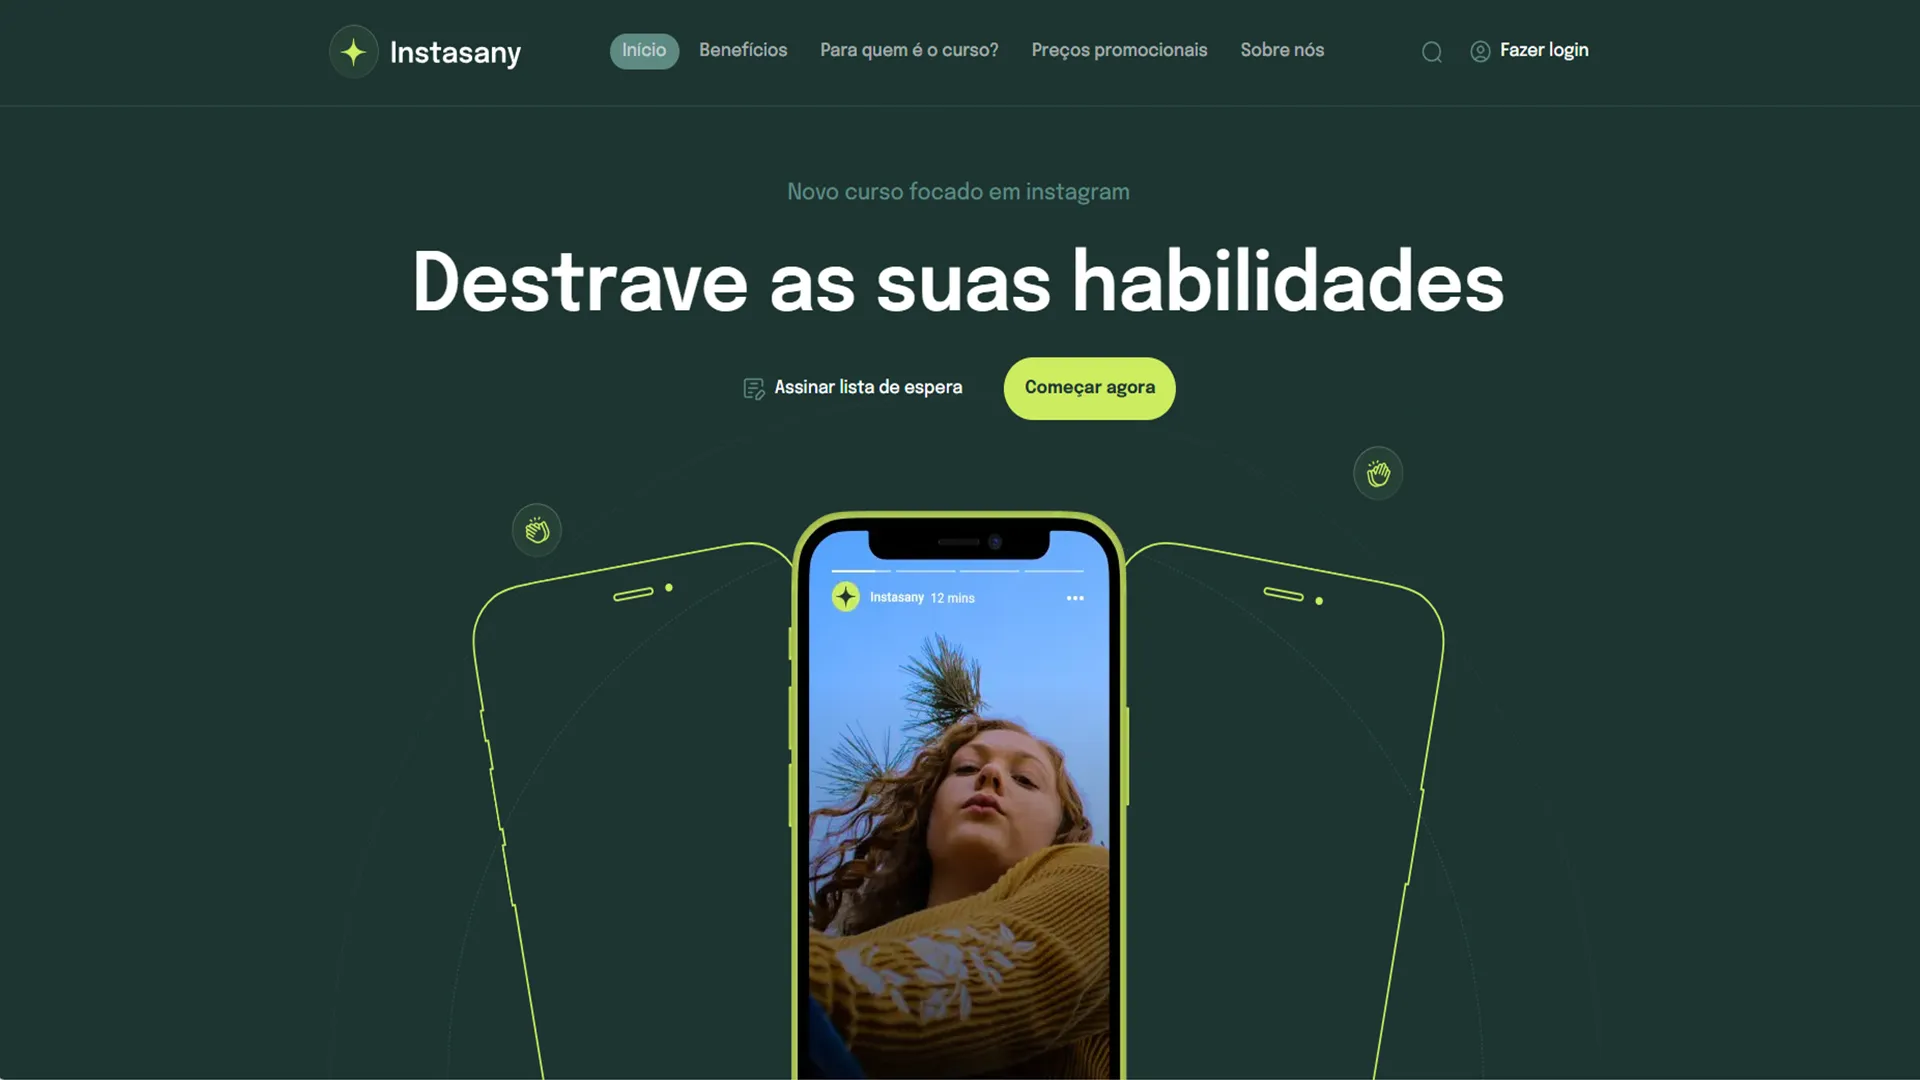 Instasany
Início
Benefícios
Para quem é o curso?
Preços promocionais
Sobre nós
Fazer login
Novo curso focado em instagram
Destrave as suas habilidades
Assinar lista de espera
Começar agora
Instasany 12 mins